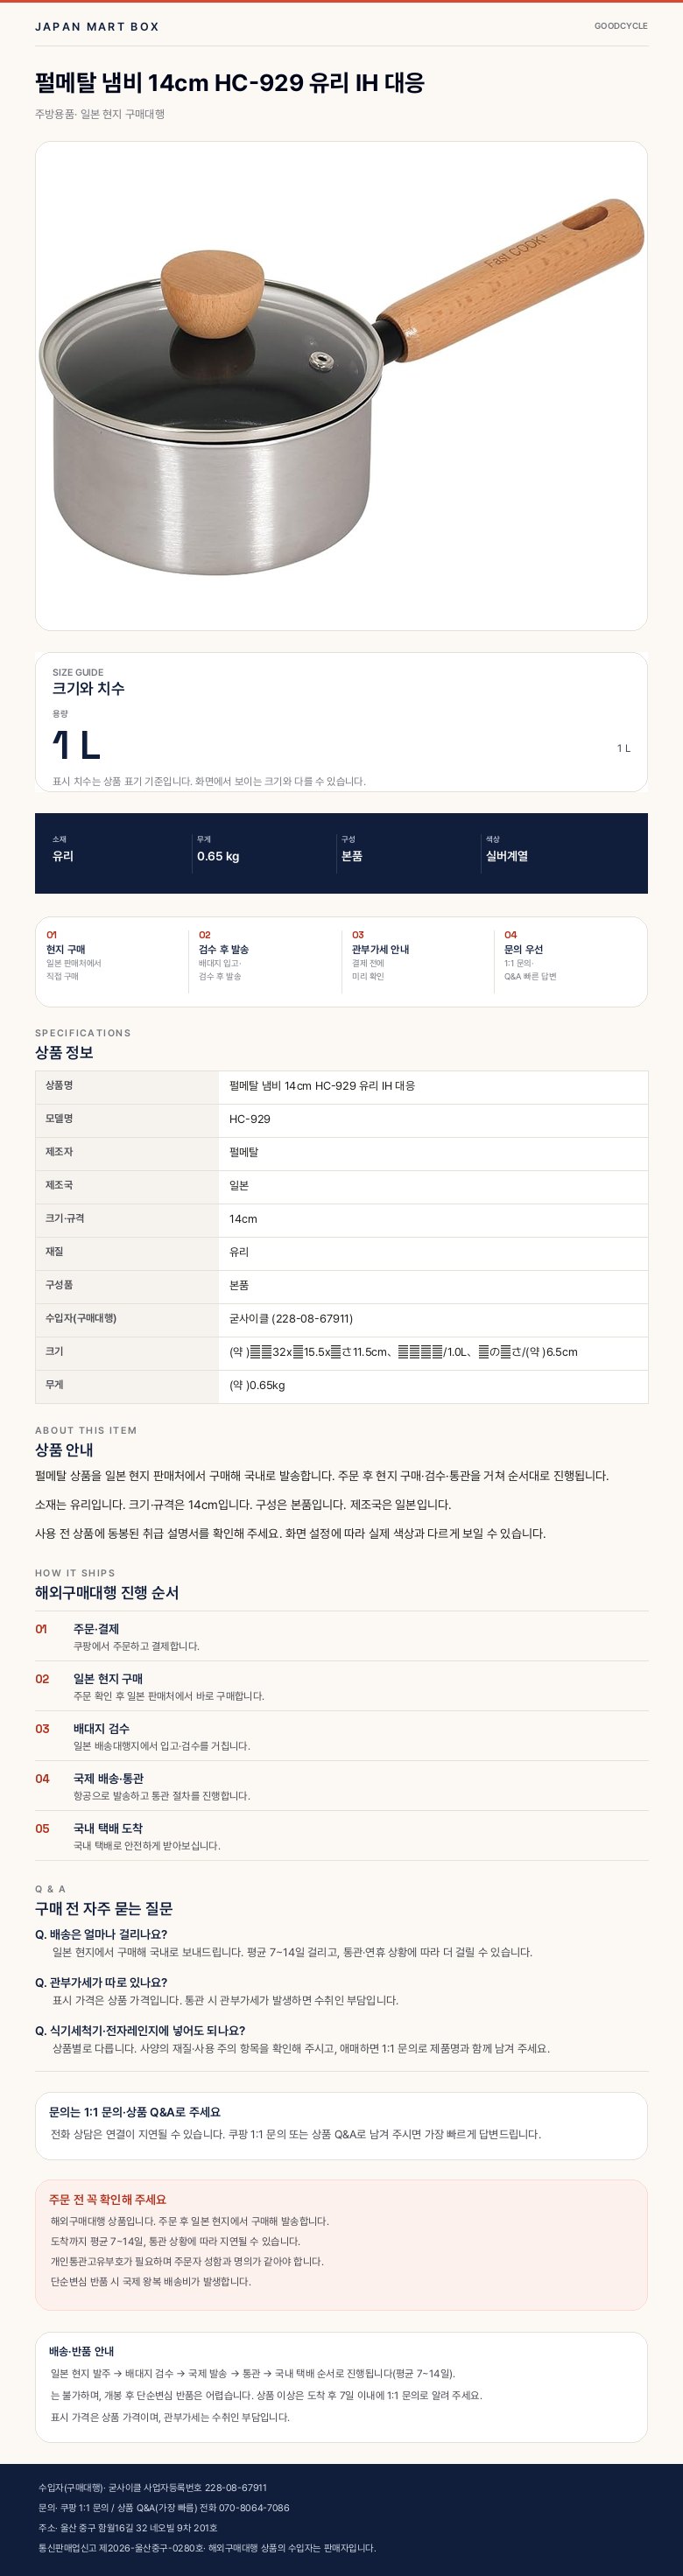 JAPAN MART BOX
GOODCYCLE
펄메탈 냄비 14cm HC-929 유리 IH 대응
주방용품· 일본 현지 구매대행
Fast COOK+
SIZE GUIDE
크기와 치수
용량
1 L
1 L
표시 치수는 상품 표기 기준입니다. 화면에서 보이는 크기와 다를 수 있습니다.
소재
유리
무게
0.65 kg
구성
본품
색상
실버계열
01
현지 구매
일본 판매처에서
직접 구매
02
검수 후 발송
배대지 입고·
검수 후 발송
03
관부가세 안내
결제 전에
미리 확인
04
문의 우선
1:1 문의·
Q&A 빠른 답변
SPECIFICATIONS
상품 정보
상품명 펄메탈 냄비 14cm HC-929 유리 IH 대응
모델명 HC-929
제조자 펄메탈
제조국 일본
크기·규격 14cm
재질 유리
구성품 본품
수입자(구매대행) 굳사이클 (228-08-67911)
크기 (약 )32x15.5xさ11.5cm、/1.0L、のさ/(약 )6.5cm
무게 (약 )0.65kg
ABOUT THIS ITEM
상품 안내
펄메탈 상품을 일본 현지 판매처에서 구매해 국내로 발송합니다. 주문 후 현지 구매·검수·통관을 거쳐 순서대로 진행됩니다.
소재는 유리입니다. 크기·규격은 14cm입니다. 구성은 본품입니다. 제조국은 일본입니다.
사용 전 상품에 동봉된 취급 설명서를 확인해 주세요. 화면 설정에 따라 실제 색상과 다르게 보일 수 있습니다.
HOW IT SHIPS
해외구매대행 진행 순서
01 주문·결제
쿠팡에서 주문하고 결제합니다.
02 일본 현지 구매
주문 확인 후 일본 판매처에서 바로 구매합니다.
03 배대지 검수
일본 배송대행지에서 입고·검수를 거칩니다.
04 국제 배송·통관
항공으로 발송하고 통관 절차를 진행합니다.
05 국내 택배 도착
국내 택배로 안전하게 받아보십니다.
Q & A
구매 전 자주 묻는 질문
Q. 배송은 얼마나 걸리나요?
일본 현지에서 구매해 국내로 보내드립니다. 평균 7~14일 걸리고, 통관·연휴 상황에 따라 더 걸릴 수 있습니다.
Q. 관부가세가 따로 있나요?
표시 가격은 상품 가격입니다. 통관 시 관부가세가 발생하면 수취인 부담입니다.
Q. 식기세척기·전자레인지에 넣어도 되나요?
상품별로 다릅니다. 사양의 재질·사용 주의 항목을 확인해 주시고, 애매하면 1:1 문의로 제품명과 함께 남겨 주세요.
문의는 1:1 문의·상품 Q&A로 주세요
전화 상담은 연결이 지연될 수 있습니다. 쿠팡 1:1 문의 또는 상품 Q&A로 남겨 주시면 가장 빠르게 답변드립니다.
주문 전 꼭 확인해 주세요
해외구매대행 상품입니다. 주문 후 일본 현지에서 구매해 발송합니다.
도착까지 평균 7~14일, 통관 상황에 따라 지연될 수 있습니다.
개인통관고유부호가 필요하며 주문자 성함과 명의가 같아야 합니다.
단순변심 반품 시 국제 왕복 배송비가 발생합니다.
배송·반품 안내
일본 현지 발주 → 배대지 검수 → 국제 발송 → 통관 → 국내 택배 순서로 진행됩니다(평균 7~14일).
는 불가하며, 개봉 후 단순변심 반품은 어렵습니다. 상품 이상은 도착 후 7일 이내에 1:1 문의로 알려 주세요.
표시 가격은 상품 가격이며, 관부가세는 수취인 부담입니다.
수입자(구매대행)· 굳사이클 사업자등록번호 228-08-67911
문의· 쿠팡 1:1 문의 / 상품 Q&A(가장 빠름) 전화 070-8064-7086
주소· 울산 중구 함월16길 32 네오빌 9차 201호
통신판매업신고 제2026-울산중구-0280호· 해외구매대행 상품의 수입자는 판매자입니다.